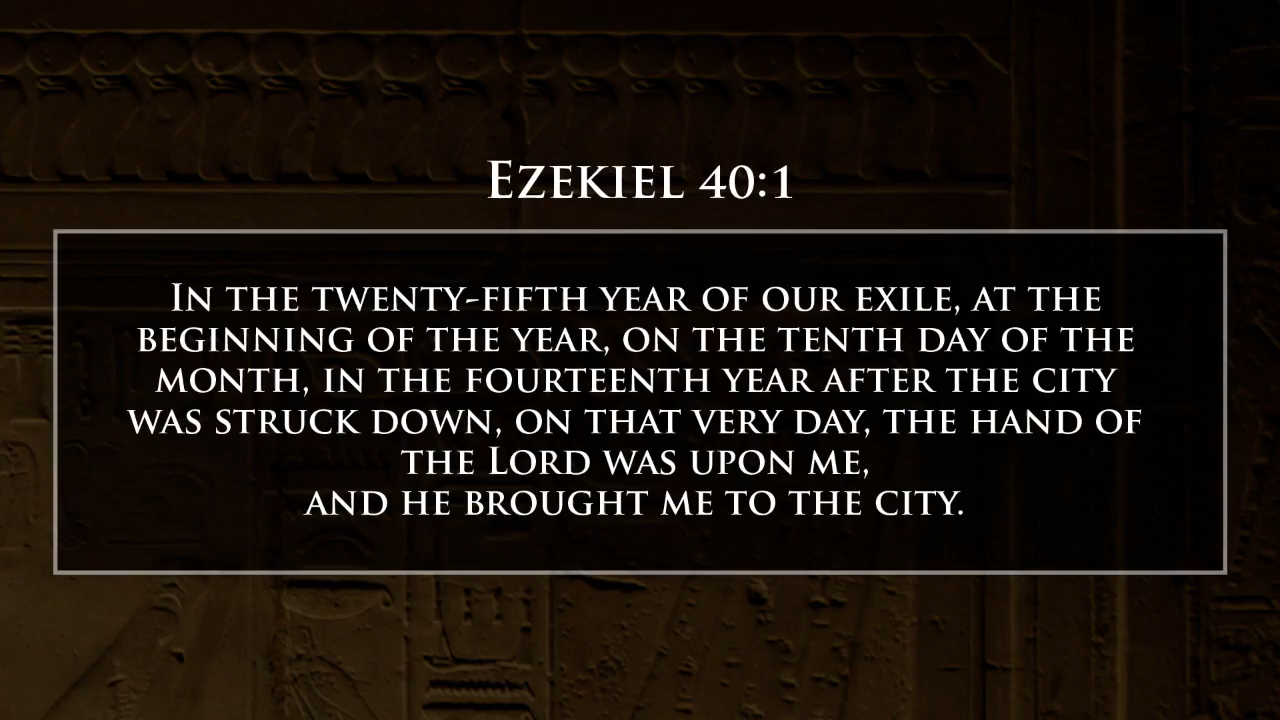 Ezekiel 40:1
In the twenty-fifth year of our exile, at the
beginning of the year, on the tenth day of the
month, in the fourteenth year after the city
was struck down, on that very day, the hand of
the Lord was upon me,
and he brought me to the city.